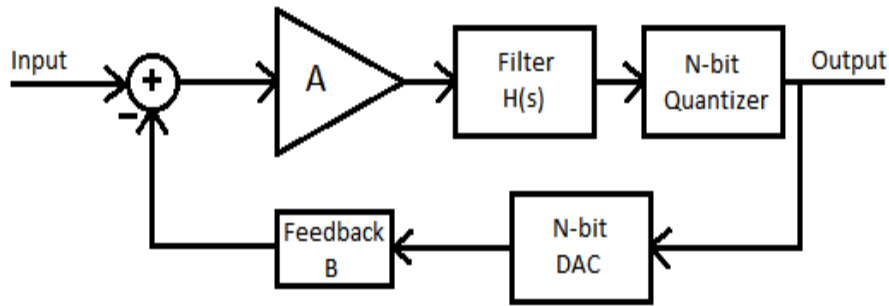 Input
+
−
A
Filter
H(s)
N-bit
Quantizer
Output
Feedback
B
N-bit
DAC